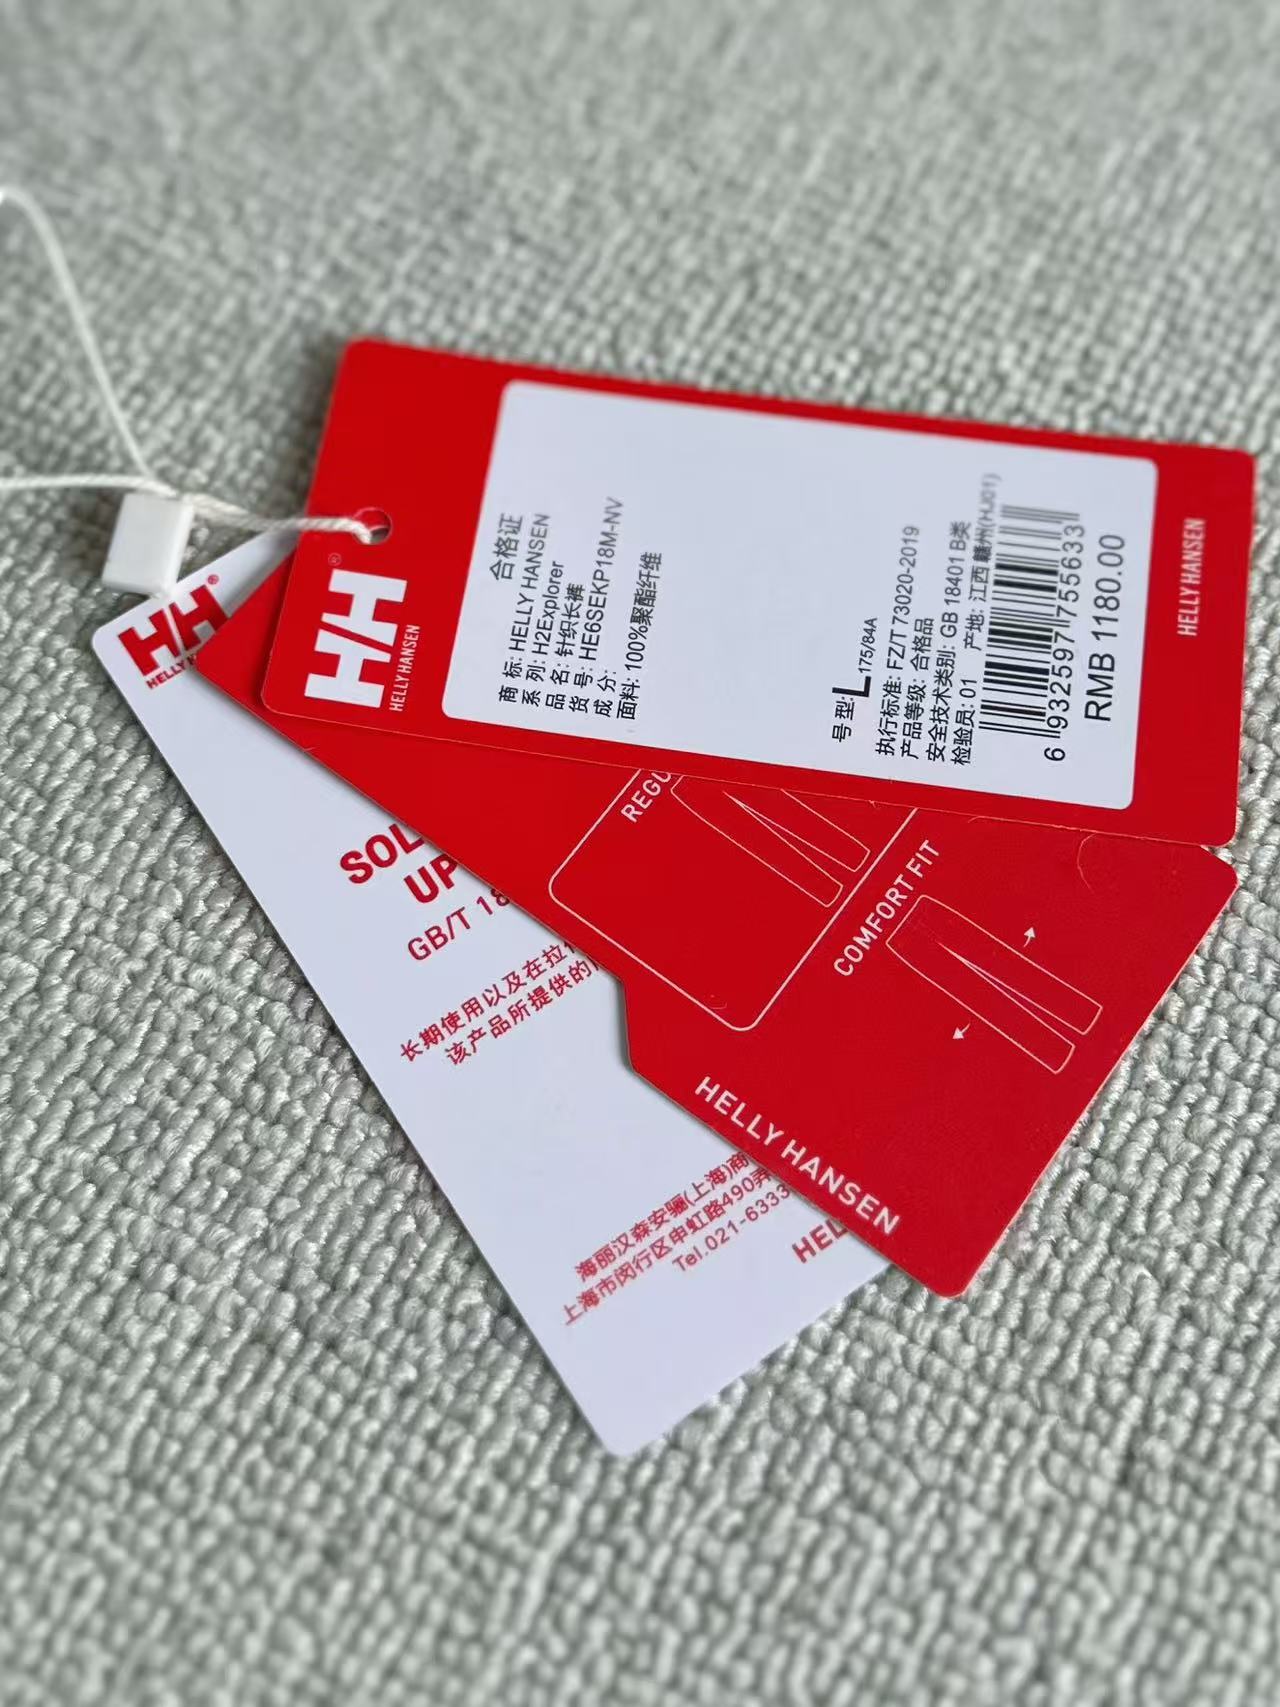 合格证
商 标: HELLY HANSEN
系 列: H2Explorer
品 名: 针织长裤
货 号: HE6SEKP18M-NV
成 分:
面料: 100%聚酯纤维
号 型: L 175/84A
执行标准: FZ/T 73020-2019
产品等级: 合格品
安全技术类别: GB 18401 B类
检验员: 01 产地: 江西 赣州(HJ01)
6 932597 755633
RMB 1180.00
HELLY HANSEN
HH®
HELLY HANSEN
REGU
COMFORT FIT
HELLY HANSEN
HH®
HELLY
SOL
UP
GB/T 18
长期使用以及在拉
该产品所提供的
海丽汉森安骊(上海)商
上海市闵行区申虹路490弄
Tel.021-6333
HEL